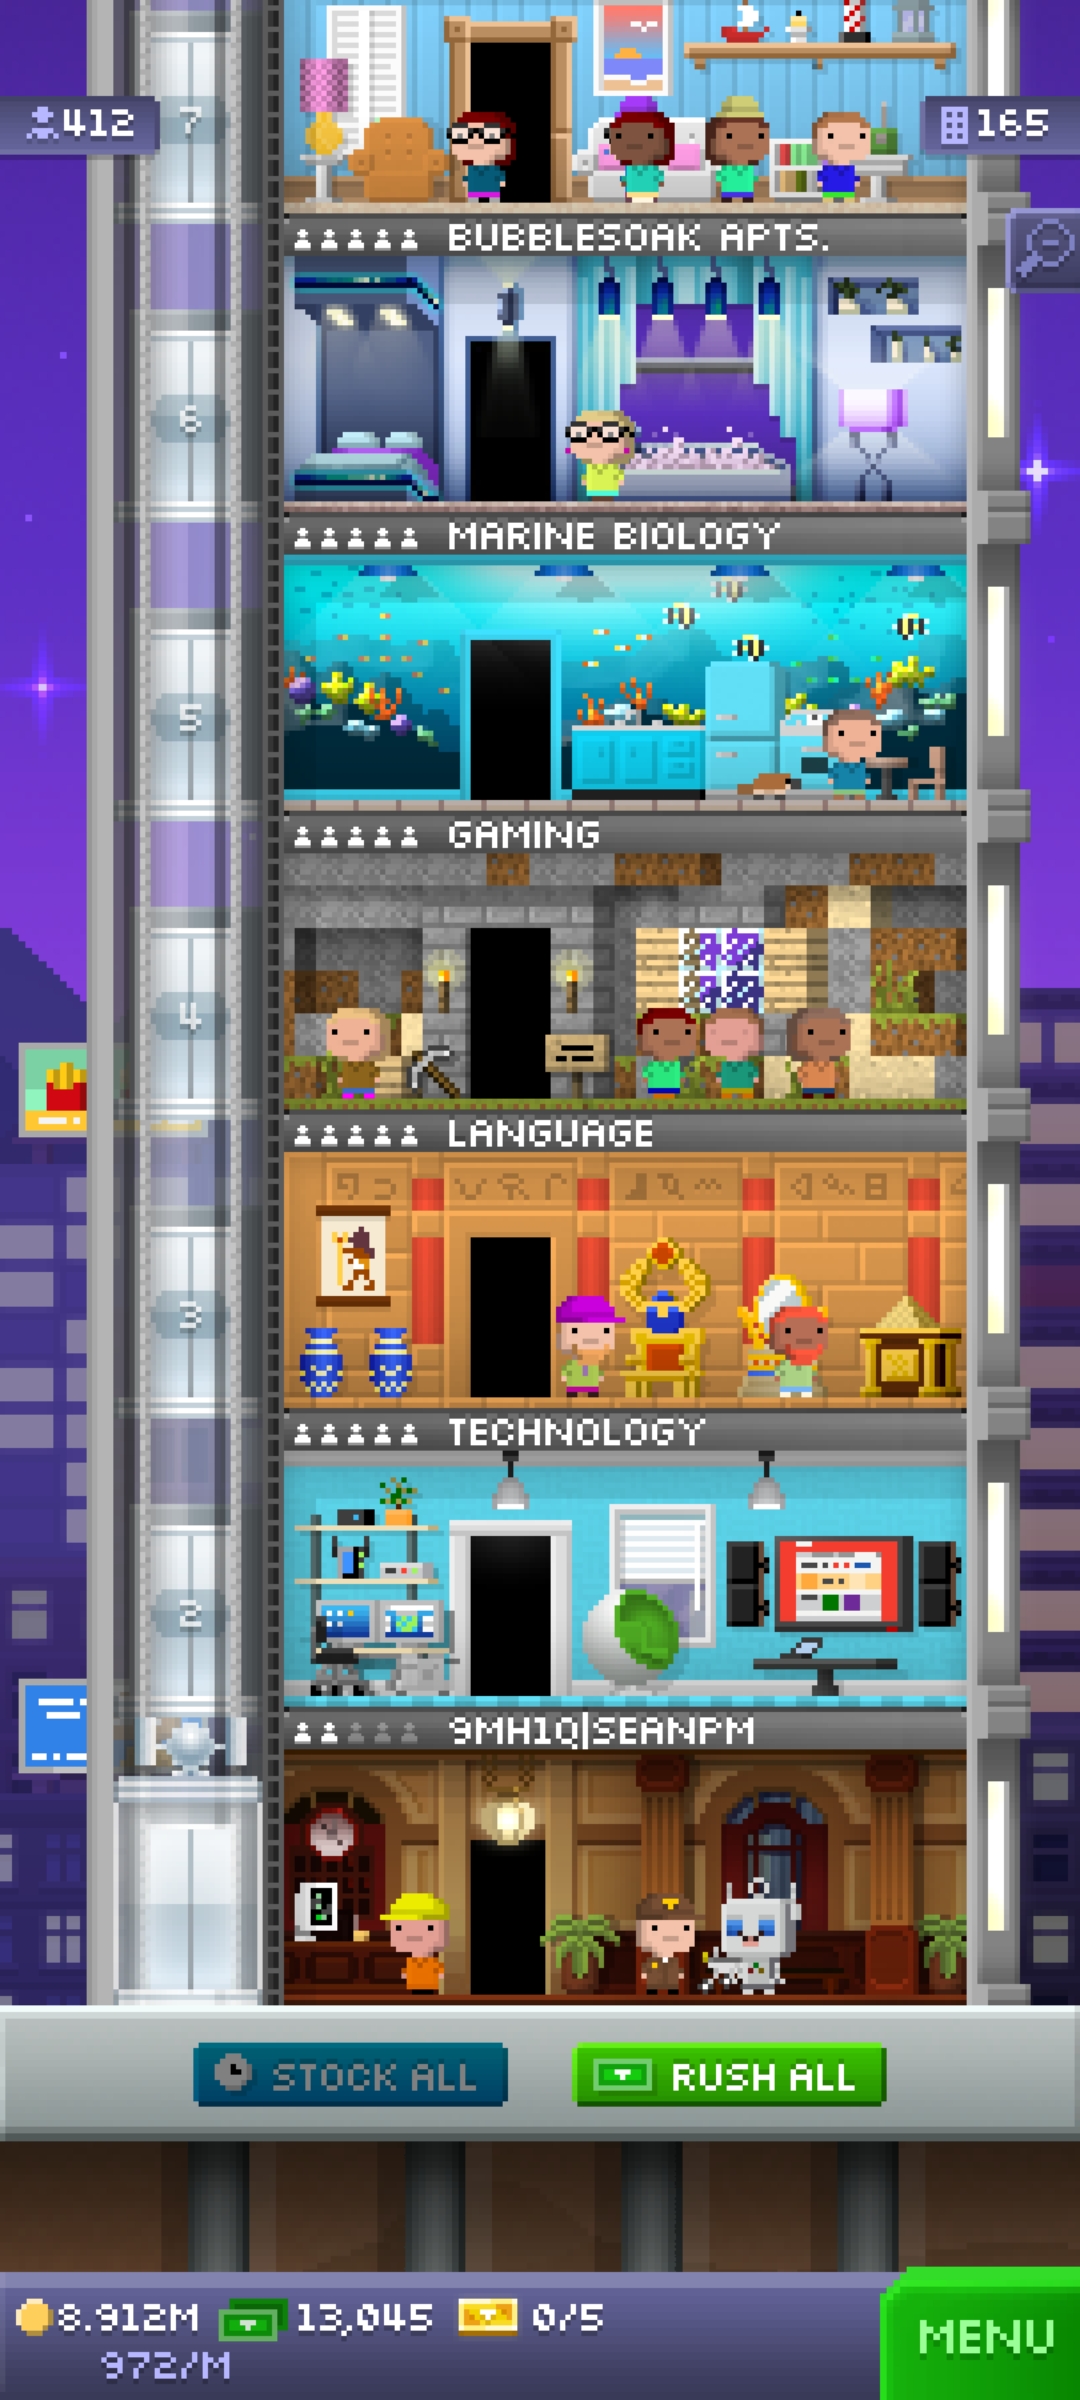 412
7
165
BUBBLESOAK APTS.
6
MARINE BIOLOGY
5
GAMING
4
LANGUAGE
3
TECHNOLOGY
2
9MH1Q|SEANPM
STOCK ALL
RUSH ALL
8.912M
13,045
0/5
972/M
MENU